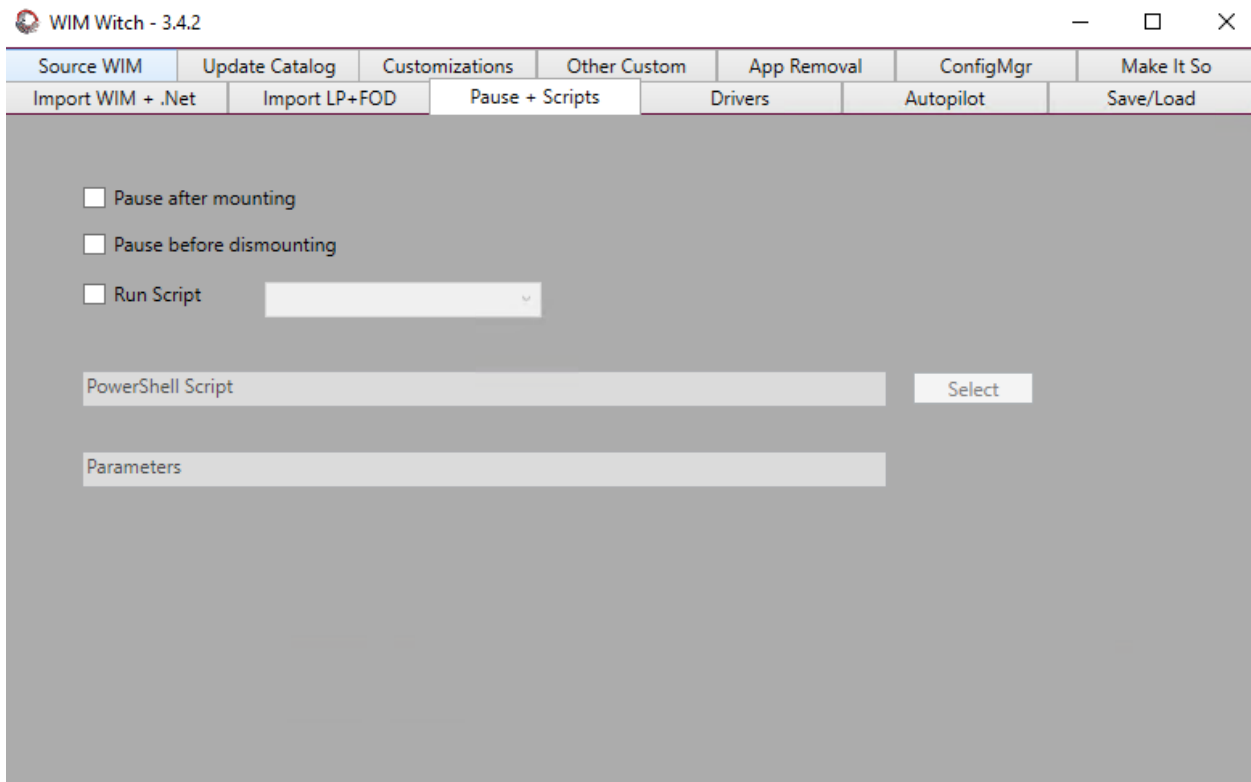 WIM Witch - 3.4.2
Source WIM Update Catalog Customizations Other Custom App Removal ConfigMgr Make It So
Import WIM + .Net Import LP+FOD Pause + Scripts Drivers Autopilot Save/Load
Pause after mounting
Pause before dismounting
Run Script
PowerShell Script Select
Parameters